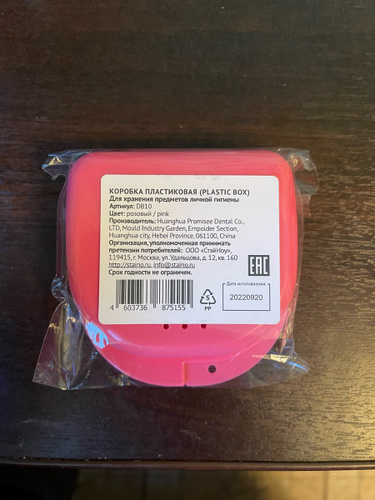 КОРОБКА ПЛАСТИКОВАЯ (PLASTIC BOX)
Для хранения предметов личной гигиены
Артикул: DB10
Цвет: розовый / pink
Производитель: Huanghua Promisee Dental Co.,
LTD, Moald Industry Garden, Empolder Section,
Huanghua city, Hebei Province, 061100, China
Организация, уполномоченная принимать
претензии потребителей: ООО «СтэйНоу»,
119415, г. Москва, ул. Удальцова, д. 12, кв. 160
http://staino.ru, info@staino.ru
Срок годности не ограничен.
EAC
Дата изготовления
20220920
5
PP
4 603736 875155